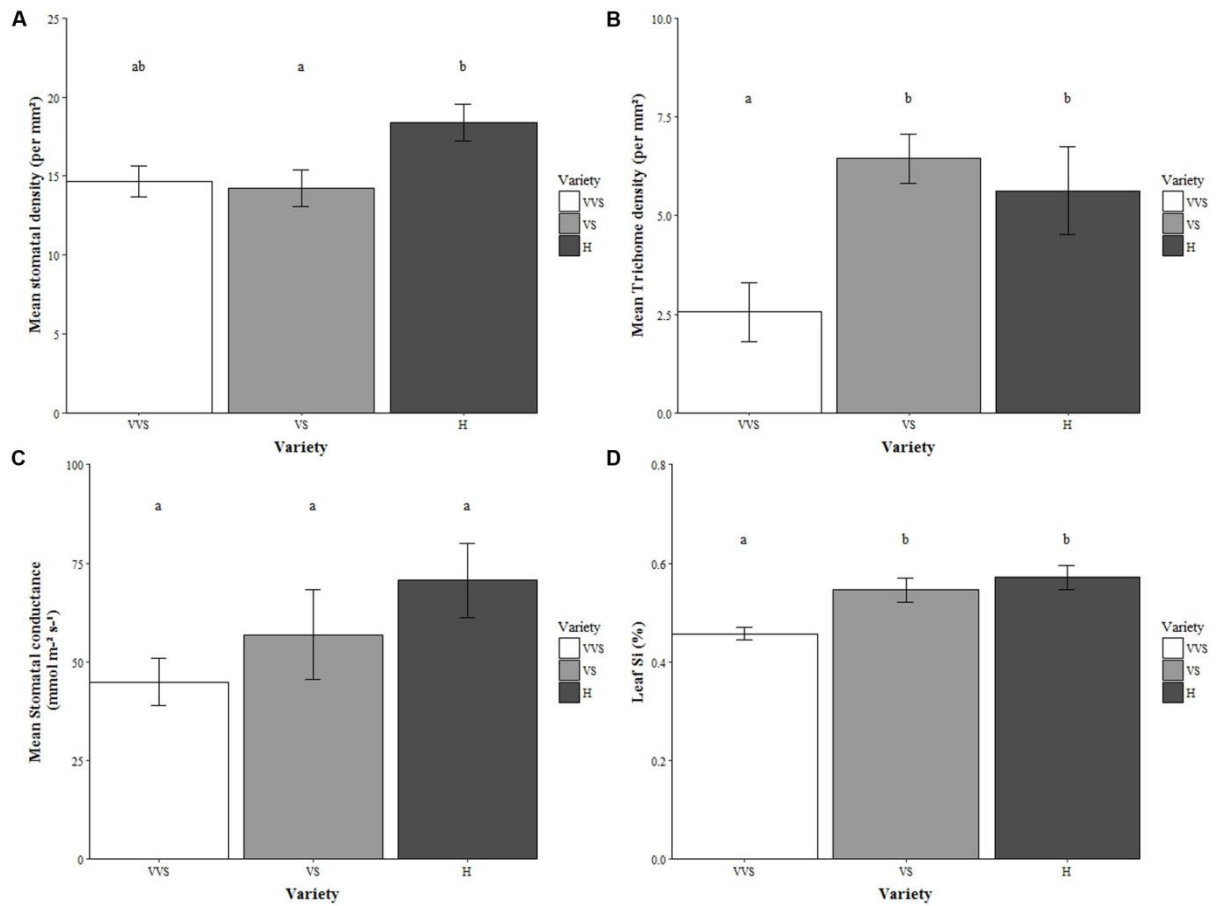 A
Mean stomatal density (per mm²)
25
20
15
10
5
0
ab
a
b
VVS
VS
H
Variety
Variety
VVS
VS
H
B
Mean Trichome density (per mm²)
10.0
7.5
5.0
2.5
0.0
a
b
b
VVS
VS
H
Variety
Variety
VVS
VS
H
C
Mean Stomatal conductance
(mmol m-² s-¹)
100
75
50
25
0
a
a
a
VVS
VS
H
Variety
Variety
VVS
VS
H
D
Leaf Si (%)
0.8
0.6
0.4
0.2
0.0
a
b
b
VVS
VS
H
Variety
Variety
VVS
VS
H